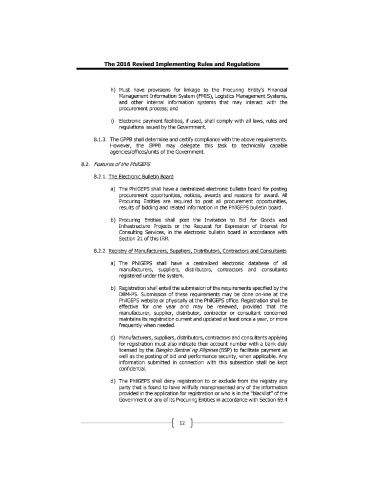 The 2016 Revised Implementing Rules and Regulations
h) Must have provisions for linkage to the Procuring Entity's Financial
Management Information System (FMIS), Logistics Management Systems,
and other internal information systems that may interact with the
procurement process; and
i) Electronic payment facilities, if used, shall comply with all laws, rules and
regulations issued by the Government.
8.1.3. The GPPB shall determine and certify compliance with the above requirements.
However, the GPPB may delegate this task to technically capable
agencies/offices/units of the Government.
8.2. Features of the PhilGEPS
8.2.1. The Electronic Bulletin Board
a) The PhilGEPS shall have a centralized electronic bulletin board for posting
procurement opportunities, notices, awards and reasons for award. All
Procuring Entities are required to post all procurement opportunities,
results of bidding and related information in the PhilGEPS bulletin board.
b) Procuring Entities shall post the Invitation to Bid for Goods and
Infrastructure Projects or the Request for Expression of Interest for
Consulting Services, in the electronic bulletin board in accordance with
Section 21 of this IRR.
8.2.2. Registry of Manufacturers, Suppliers, Distributors, Contractors and Consultants
a) The PhilGEPS shall have a centralized electronic database of all
manufacturers, suppliers, distributors, contractors and consultants
registered under the system.
b) Registration shall entail the submission of the requirements specified by the
DBM-PS. Submission of these requirements may be done on-line at the
PhilGEPS website or physically at the PhilGEPS office. Registration shall be
effective for one year and may be renewed, provided that the
manufacturer, supplier, distributor, contractor or consultant concerned
maintains its registration current and updated at least once a year, or more
frequently when needed.
c) Manufacturers, suppliers, distributors, contractors and consultants applying
for registration must also indicate their account number with a bank duly
licensed by the Bangko Sentral ng Pilipinas (BSP) to facilitate payment as
well as the posting of bid and performance security, when applicable. Any
information submitted in connection with this subsection shall be kept
confidential.
d) The PhilGEPS shall deny registration to or exclude from the registry any
party that is found to have willfully misrepresented any of the information
provided in the application for registration or who is in the "blacklist" of the
Government or any of its Procuring Entities in accordance with Section 69.4
12